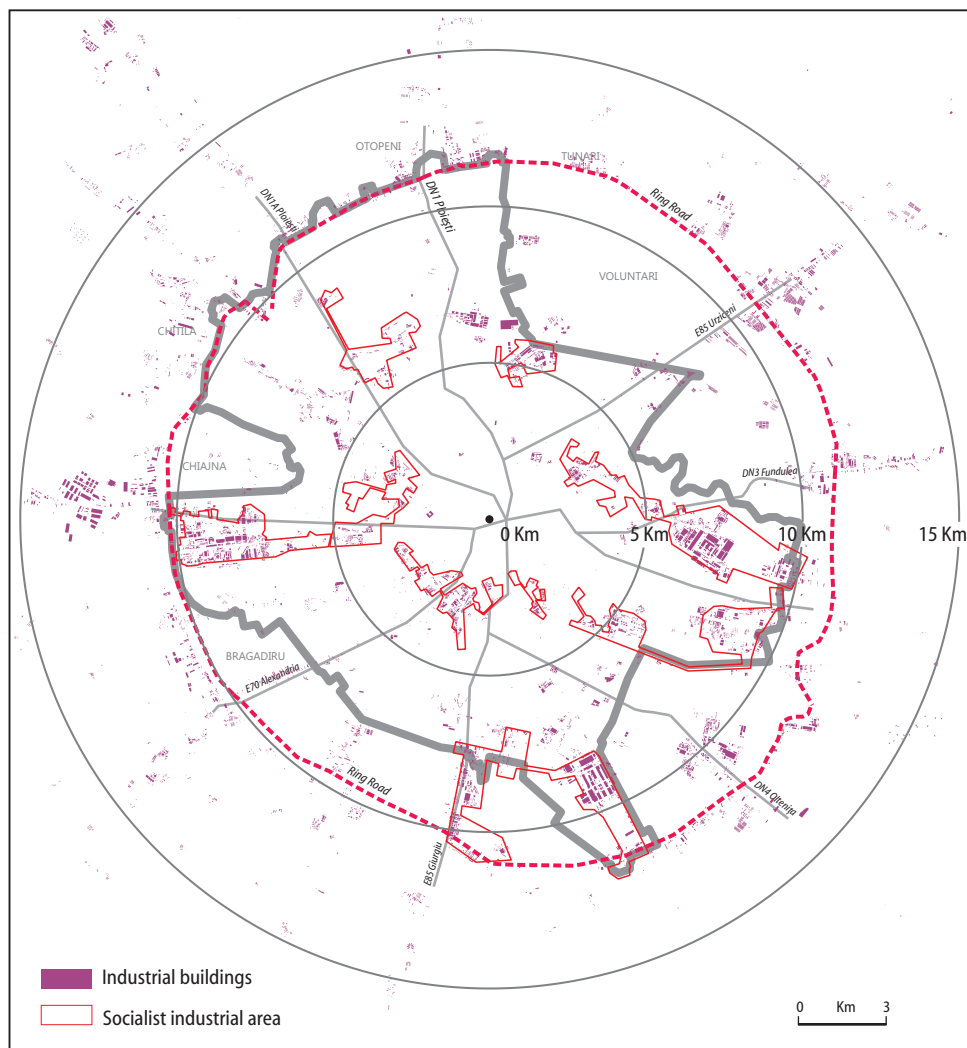 OTOPENI
TUNARI
DN1A Ploiești
DN1 Ploiești
Ring Road
VOLUNTARI
CHITILA
E85 Urziceni
CHIAJNA
DN3 Fundulea
0 Km
5 Km
10 Km
15 Km
BRAGADIRU
E70 Alexandria
Ring Road
DN4 Oltenița
E85 Giurgiu
Industrial buildings
Socialist industrial area
0 Km 3